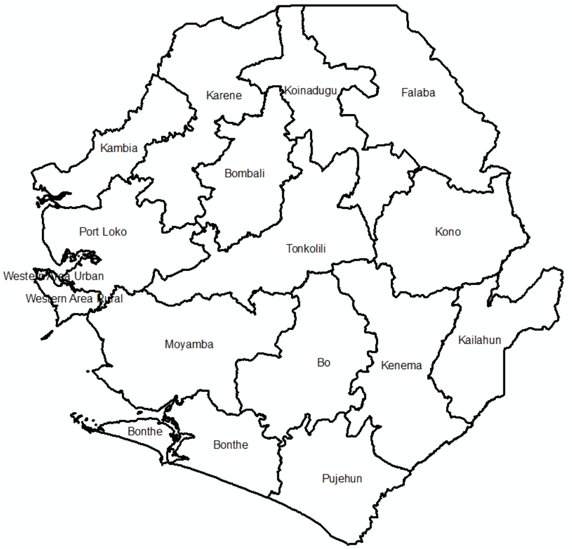 Koinadugu
Falaba
Karene
Kambia
Bombali
Port Loko
Kono
Tonkolili
Western Area Urban
Western Area Rural
Moyamba
Kailahun
Bo
Kenema
Bonthe
Bonthe
Pujehun